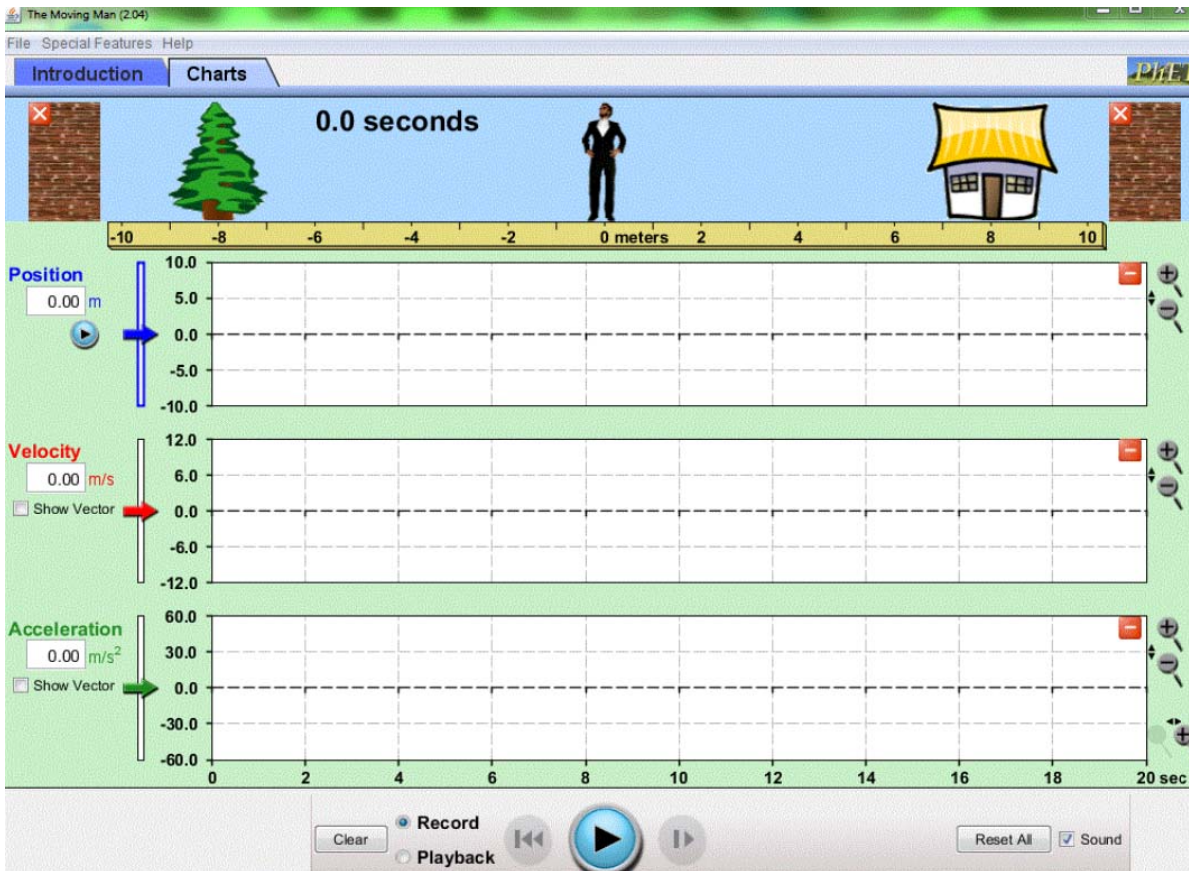 The Moving Man (2.04)
File Special Features Help
Introduction Charts
PhET
0.0 seconds
-10 -8 -6 -4 -2 0 meters 2 4 6 8 10
Position
0.00 m
10.0
5.0
0.0
-5.0
-10.0
Velocity
0.00 m/s
Show Vector
12.0
6.0
0.0
-6.0
-12.0
Acceleration
0.00 m/s²
Show Vector
60.0
30.0
0.0
-30.0
-60.0
0 2 4 6 8 10 12 14 16 18 20 sec
Clear
Record
Playback
Reset All
Sound